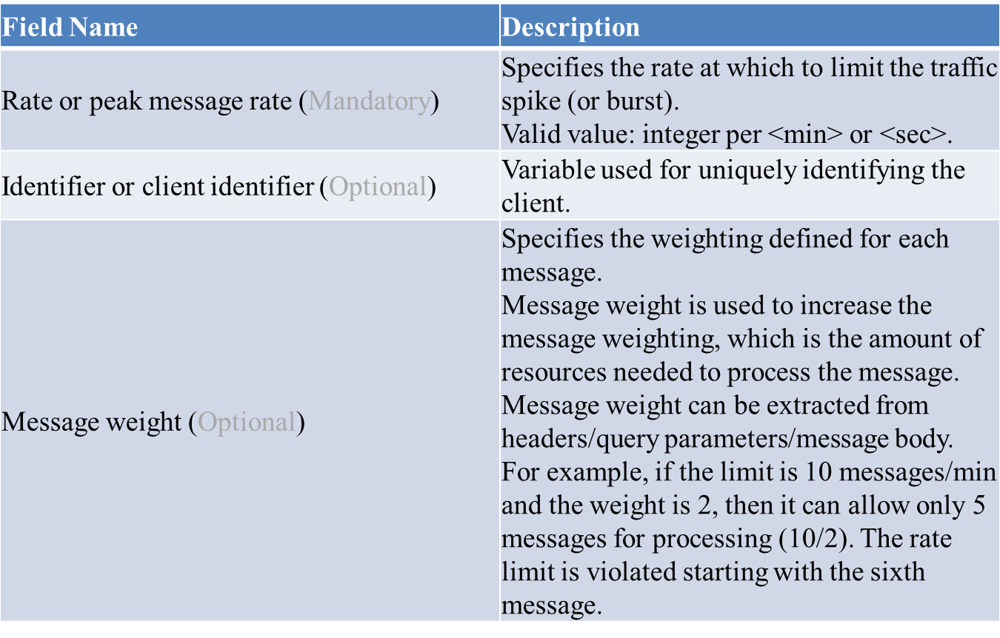 Field Name
Description
Rate or peak message rate (Mandatory)
Specifies the rate at which to limit the traffic
spike (or burst).
Valid value: integer per <min> or <sec>.
Identifier or client identifier (Optional)
Variable used for uniquely identifying the
client.
Message weight (Optional)
Specifies the weighting defined for each
message.
Message weight is used to increase the
message weighting, which is the amount of
resources needed to process the message.
Message weight can be extracted from
headers/query parameters/message body.
For example, if the limit is 10 messages/min
and the weight is 2, then it can allow only 5
messages for processing (10/2). The rate
limit is violated starting with the sixth
message.